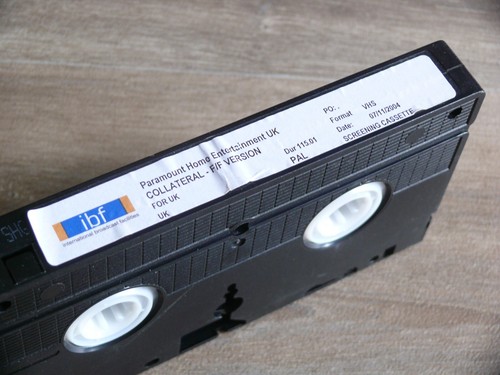 ibf
international broadcast facilities
Paramount Home Entertainment UK
COLLATERAL - F/F VERSION
FOR UK
UK
Dur 115.01
PAL
PO: .
Format VHS
Date: 07/11/2004
SCREENING CASSETTE